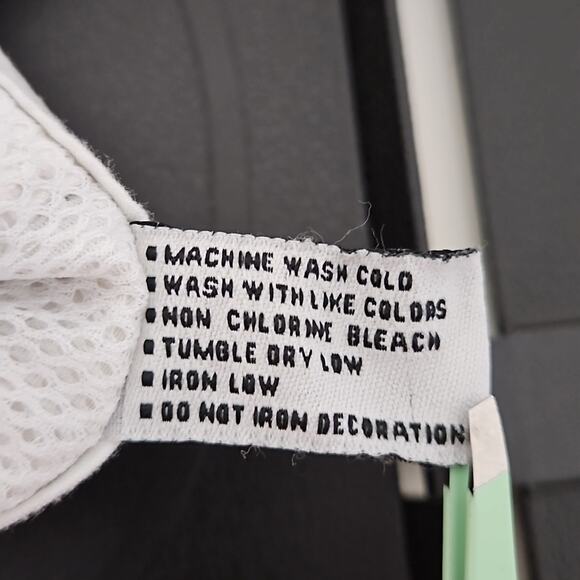 ▪ MACHINE WASH COLD
▪ WASH WITH LIKE COLORS
▪ NON CHLORINE BLEACH
▪ TUMBLE DRY LOW
▪ IRON LOW
▪ DO NOT IRON DECORATION